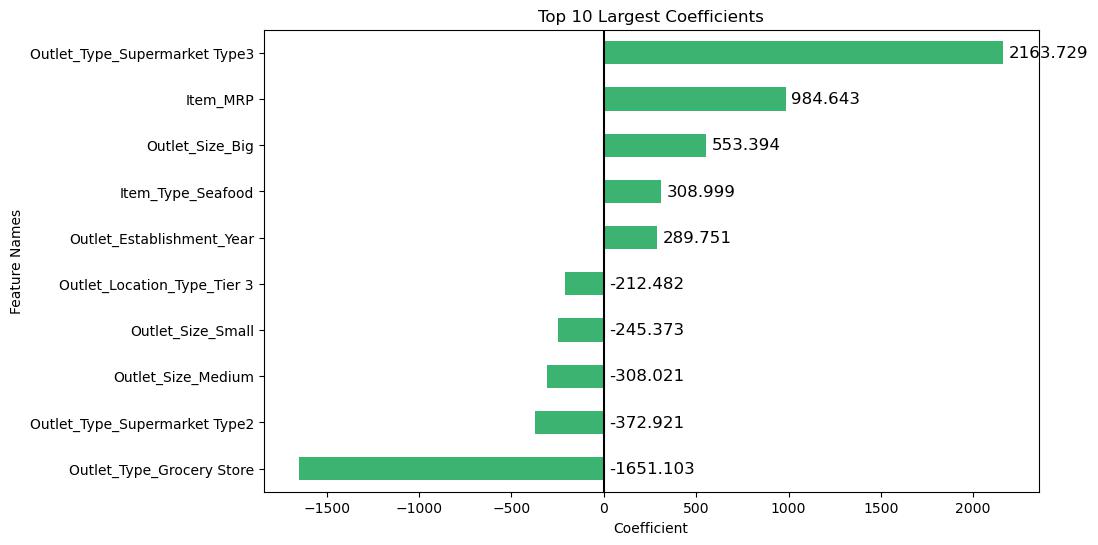 Top 10 Largest Coefficients
Feature Names
Outlet_Type_Supermarket Type3 2163.729
Item_MRP 984.643
Outlet_Size_Big 553.394
Item_Type_Seafood 308.999
Outlet_Establishment_Year 289.751
Outlet_Location_Type_Tier 3 -212.482
Outlet_Size_Small -245.373
Outlet_Size_Medium -308.021
Outlet_Type_Supermarket Type2 -372.921
Outlet_Type_Grocery Store -1651.103
−1500 −1000 −500 0 500 1000 1500 2000
Coefficient